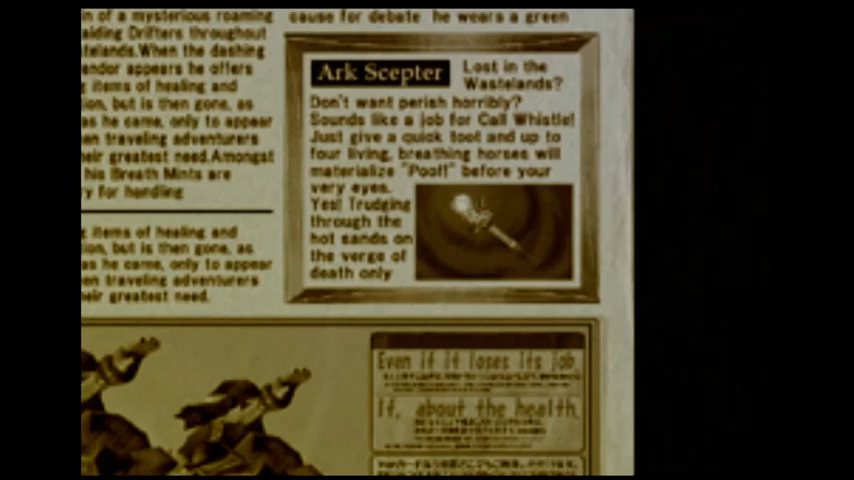 n of a mysterious roaming
aiding Drifters throughout
telands.When the dashing
endor appears he offers
g items of healing and
ion, but is then gone, as
as he came, only to appear
en traveling adventurers
eir greatest need.Amongst
his Breath Mints are
ry for handling
g items of healing and
ion, but is then gone, as
as he came, only to appear
en traveling adventurers
eir greatest need.
cause for debate he wears a green
Ark Scepter
Lost in the
Wastelands?
Don't want perish horribly?
Sounds like a job for Call Whistle!
Just give a quick toot and up to
four living, breathing horses will
materialize "Poof!" before your
very eyes.
Yes! Trudging
through the
hot sands on
the verge of
death only
Even if it loses its job,
If, about the health,